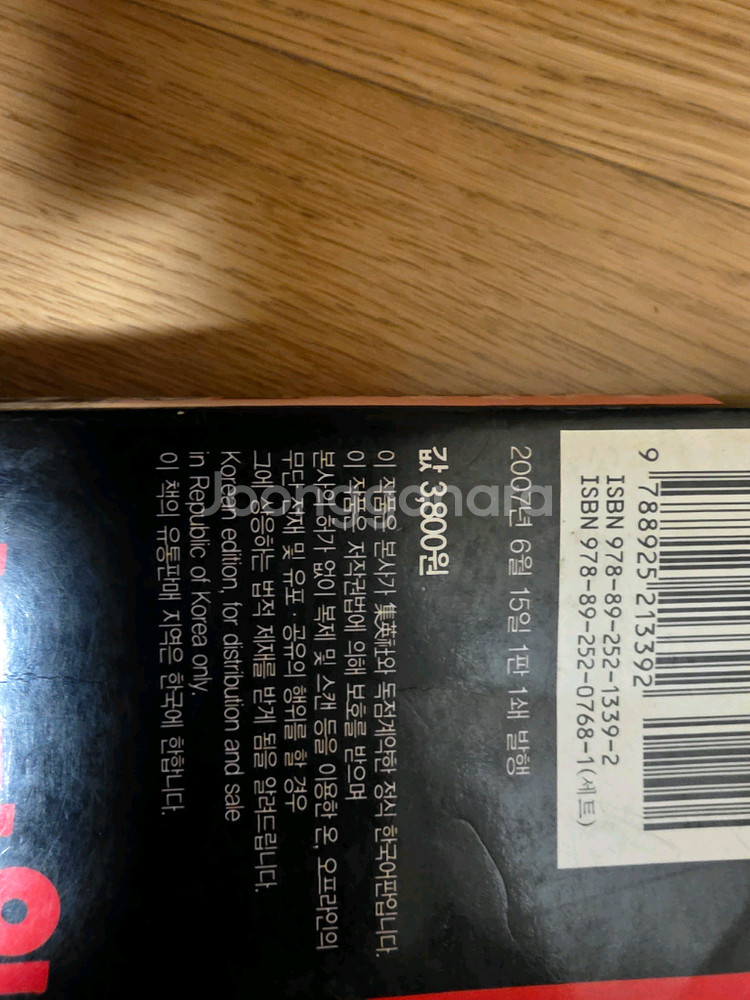 9 788925 213392
ISBN 978-89-252-1339-2
ISBN 978-89-252-0768-1(세트)
2007년 6월 15일 1판 1쇄 발행
값 3,800원
이 작품은 본사가 集英社와 독점계약한 정식 한국어판입니다.
이 작품은 저작권법에 의해 보호를 받으며
본사의 허가 없이 복제 및 스캔 등을 이용한 온, 오프라인의
무단 전재 및 유포·공유의 행위를 할 경우
그에 상응하는 법적 제재를 받게 됨을 알려드립니다.
Korean edition, for distribution and sale
in Republic of Korea only.
이 책의 유통판매 지역은 한국에 한합니다.
Joonggonara